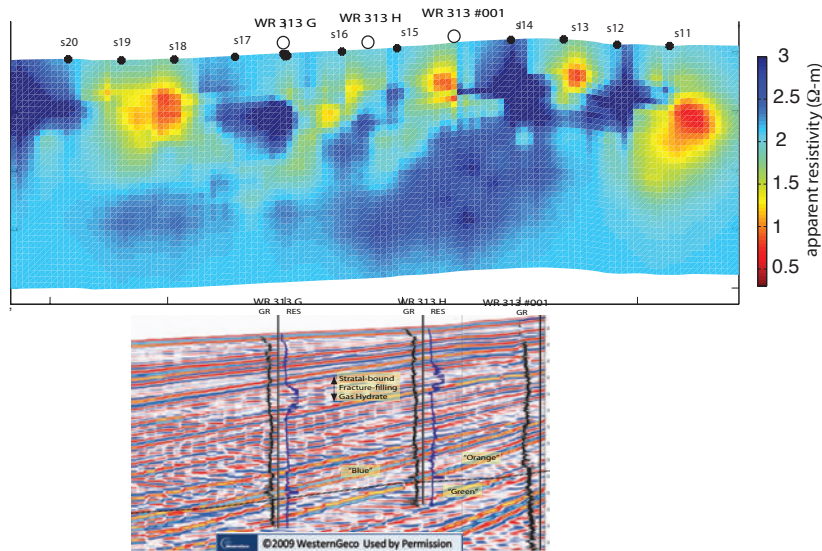 WR 313 G
WR 313 H
WR 313 #001
s20
s19
s18
s17
s16
s15
s14
s13
s12
s11
3
2.5
2
1.5
1
0.5
apparent resistivity (Ω-m)
WR 313 G
GR RES
WR 313 H
GR RES
WR 313 #001
GR
Stratal-bound
Fracture-filling
Gas Hydrate
"Orange"
"Blue"
"Green"
©2009 WesternGeco Used by Permission